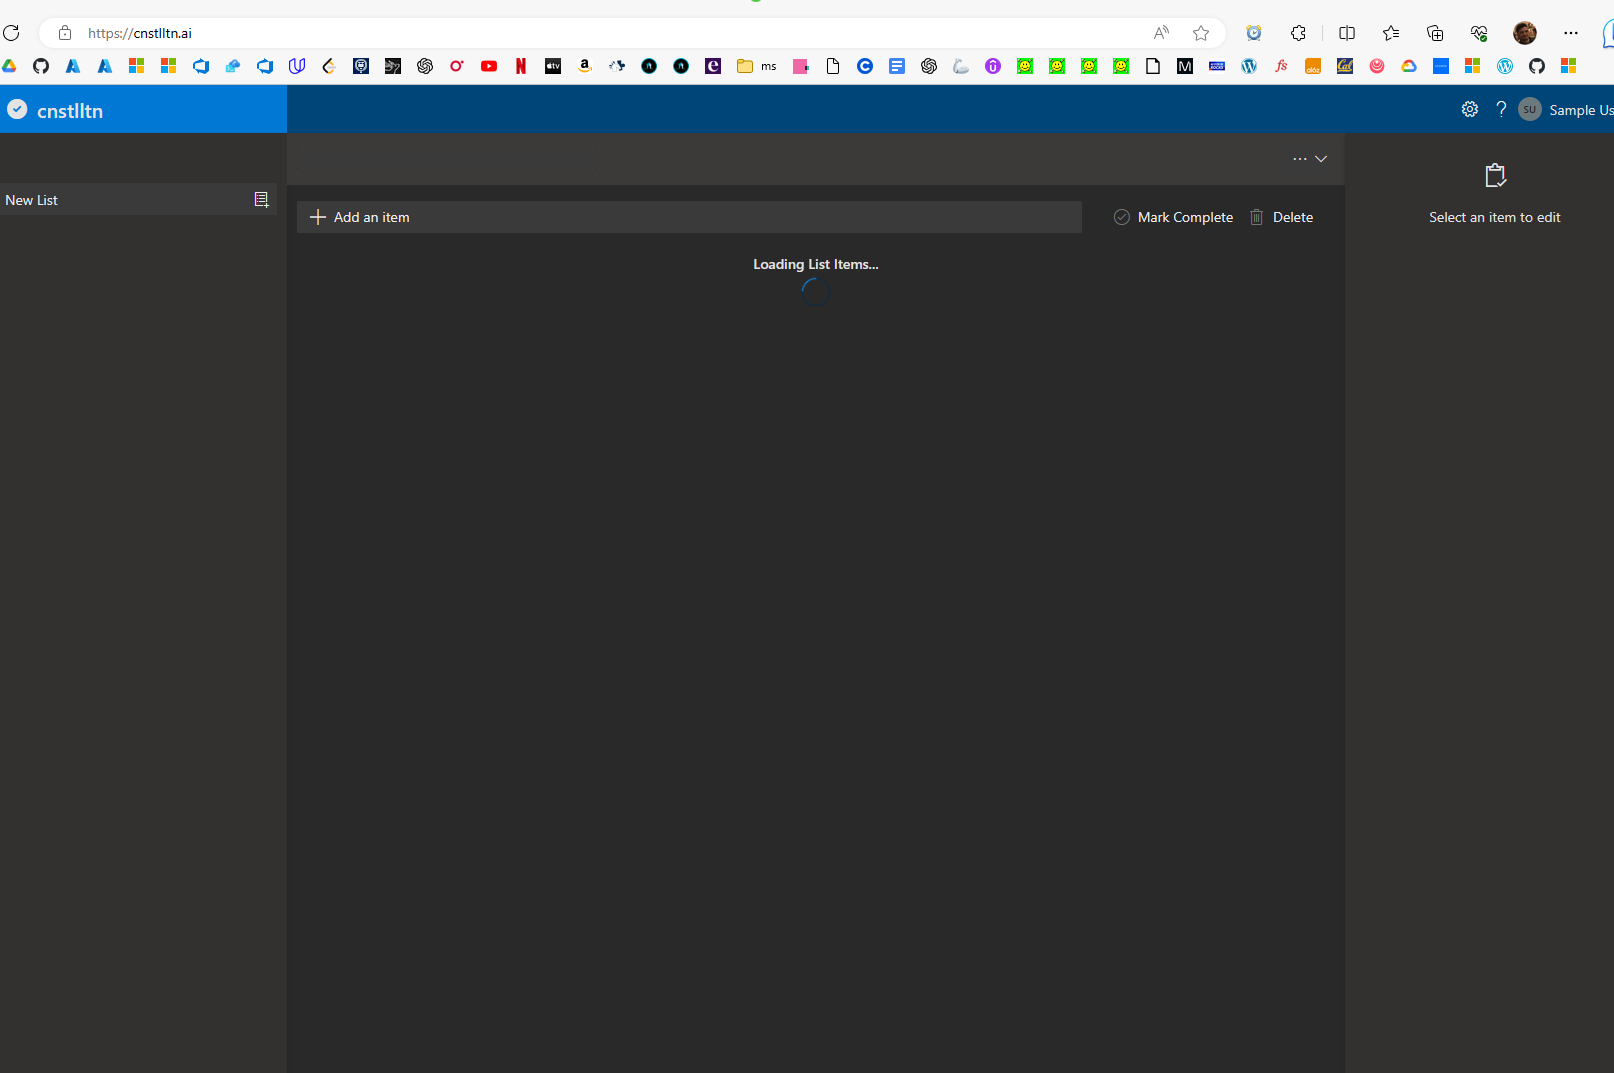 https://cnstlltn.ai
ms
cnstlltn
SU Sample Us
New List
Add an item
Mark Complete
Delete
Loading List Items...
Select an item to edit